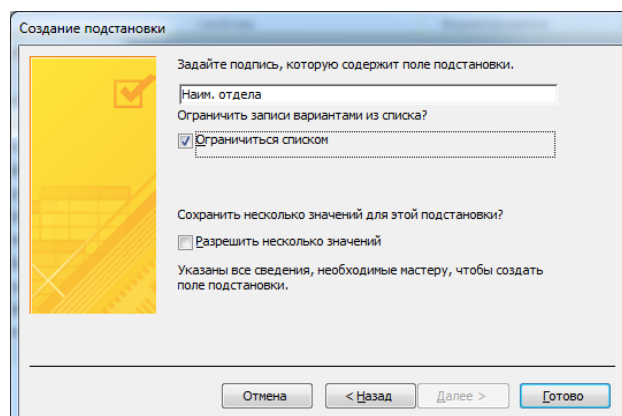 Создание подстановки
Задайте подпись, которую содержит поле подстановки.
Наим. отдела
Ограничить записи вариантами из списка?
Ограничиться списком
Сохранить несколько значений для этой подстановки?
Разрешить несколько значений
Указаны все сведения, необходимые мастеру, чтобы создать
поле подстановки.
Отмена < Назад Далее > Готово